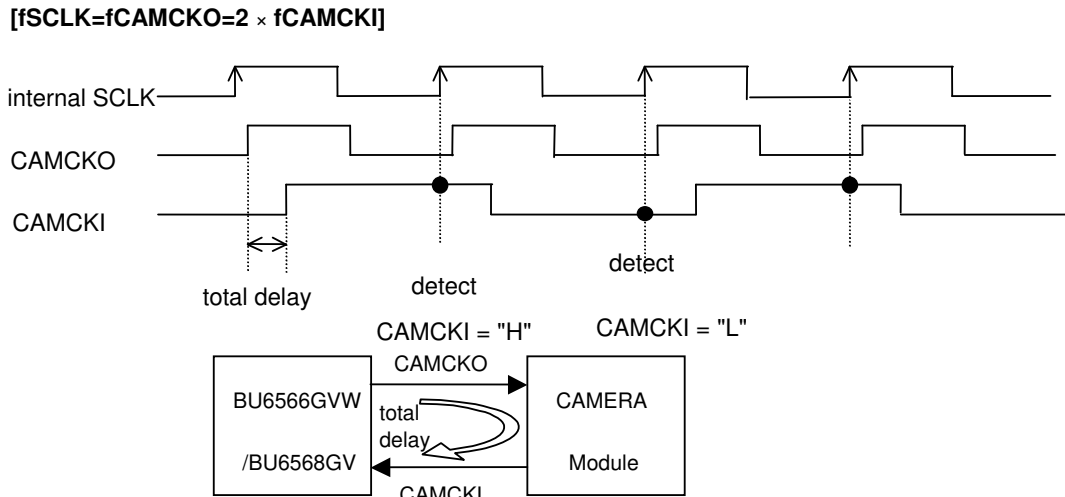 [fSCLK=fCAMCKO=2 × fCAMCKI]
internal SCLK
CAMCKO
CAMCKI
total delay
detect
detect
CAMCKI = "H"
CAMCKI = "L"
CAMCKO
BU6566GVW
/BU6568GV
total
delay
CAMERA
Module
CAMCKI